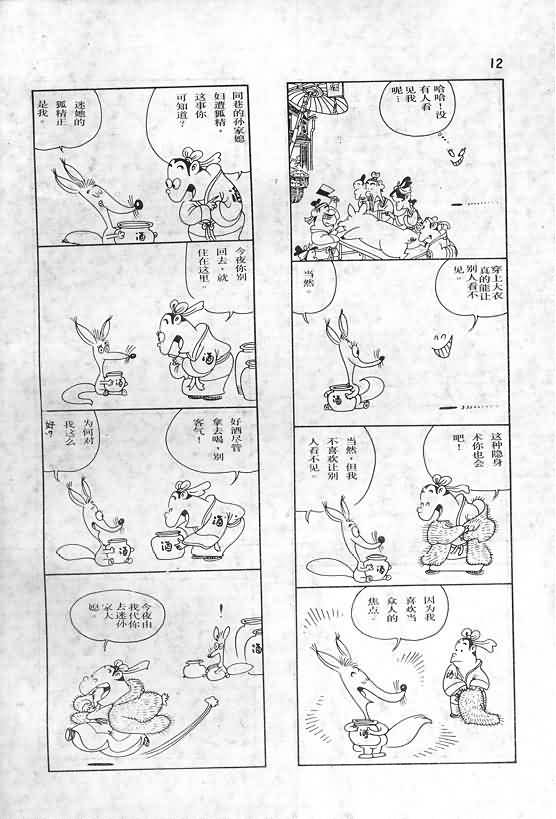 12
哈哈！没
有人看
见我
呢…
穿上大衣
真的能让
别人看不
见。
当然。
这种隐身
术你也会
吧！
当然，但我
不喜欢让别
人看不见。
因为我
喜欢当
众人的
焦点。
同巷的孙家媳
妇遭狐精，
这事你
可知道？
迷她的
狐精正
是我。
酒
酒
今夜你别
回去，就
住在这里。
酒
酒
好酒尽管
拿去喝，别
客气！
为何对
我这么
好？
酒
酒
！
今夜由
我代你
去迷孙
家大
媳。
酒
酒